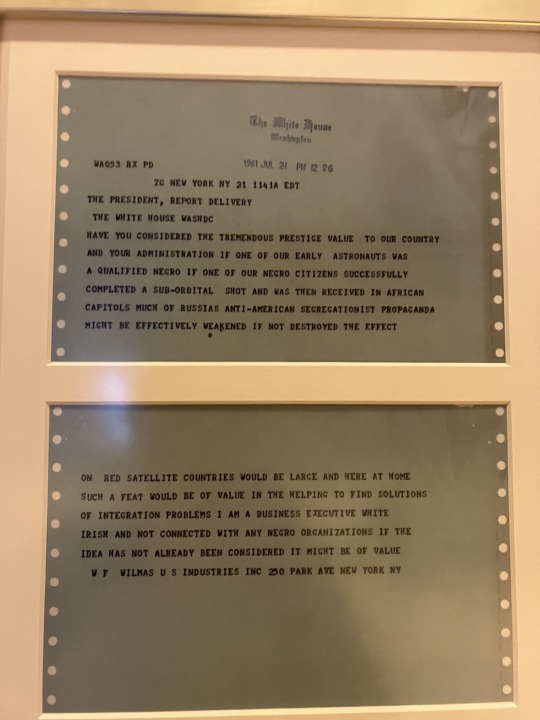 The White House
Washington
WA053 RX PD 1961 JUL 21 PM 12 26
ZG NEW YORK NY 21 1141A EDT
THE PRESIDENT, REPORT DELIVERY
THE WHITE HOUSE WASHDC
HAVE YOU CONSIDERED THE TREMENDOUS PRESTIGE VALUE TO OUR COUNTRY
AND YOUR ADMINISTRATION IF ONE OF OUR EARLY ASTRONAUTS WAS
A QUALIFIED NEGRO IF ONE OF OUR NEGRO CITIZENS SUCCESSFULLY
COMPLETED A SUB-ORBITAL SHOT AND WAS THEN RECEIVED IN AFRICAN
CAPITOLS MUCH OF RUSSIAS ANTI-AMERICAN SEGREGATIONIST PROPAGANDA
MIGHT BE EFFECTIVELY WEAKENED IF NOT DESTROYED THE EFFECT
ON RED SATELLITE COUNTRIES WOULD BE LARGE AND HERE AT HOME
SUCH A FEAT WOULD BE OF VALUE IN THE HELPING TO FIND SOLUTIONS
OF INTEGRATION PROBLEMS I AM A BUSINESS EXECUTIVE WHITE
IRISH AND NOT CONNECTED WITH ANY NEGRO ORGANIZATIONS IF THE
IDEA HAS NOT ALREADY BEEN CONSIDERED IT MIGHT BE OF VALUE
W F WILMAS U S INDUSTRIES INC 250 PARK AVE NEW YORK NY